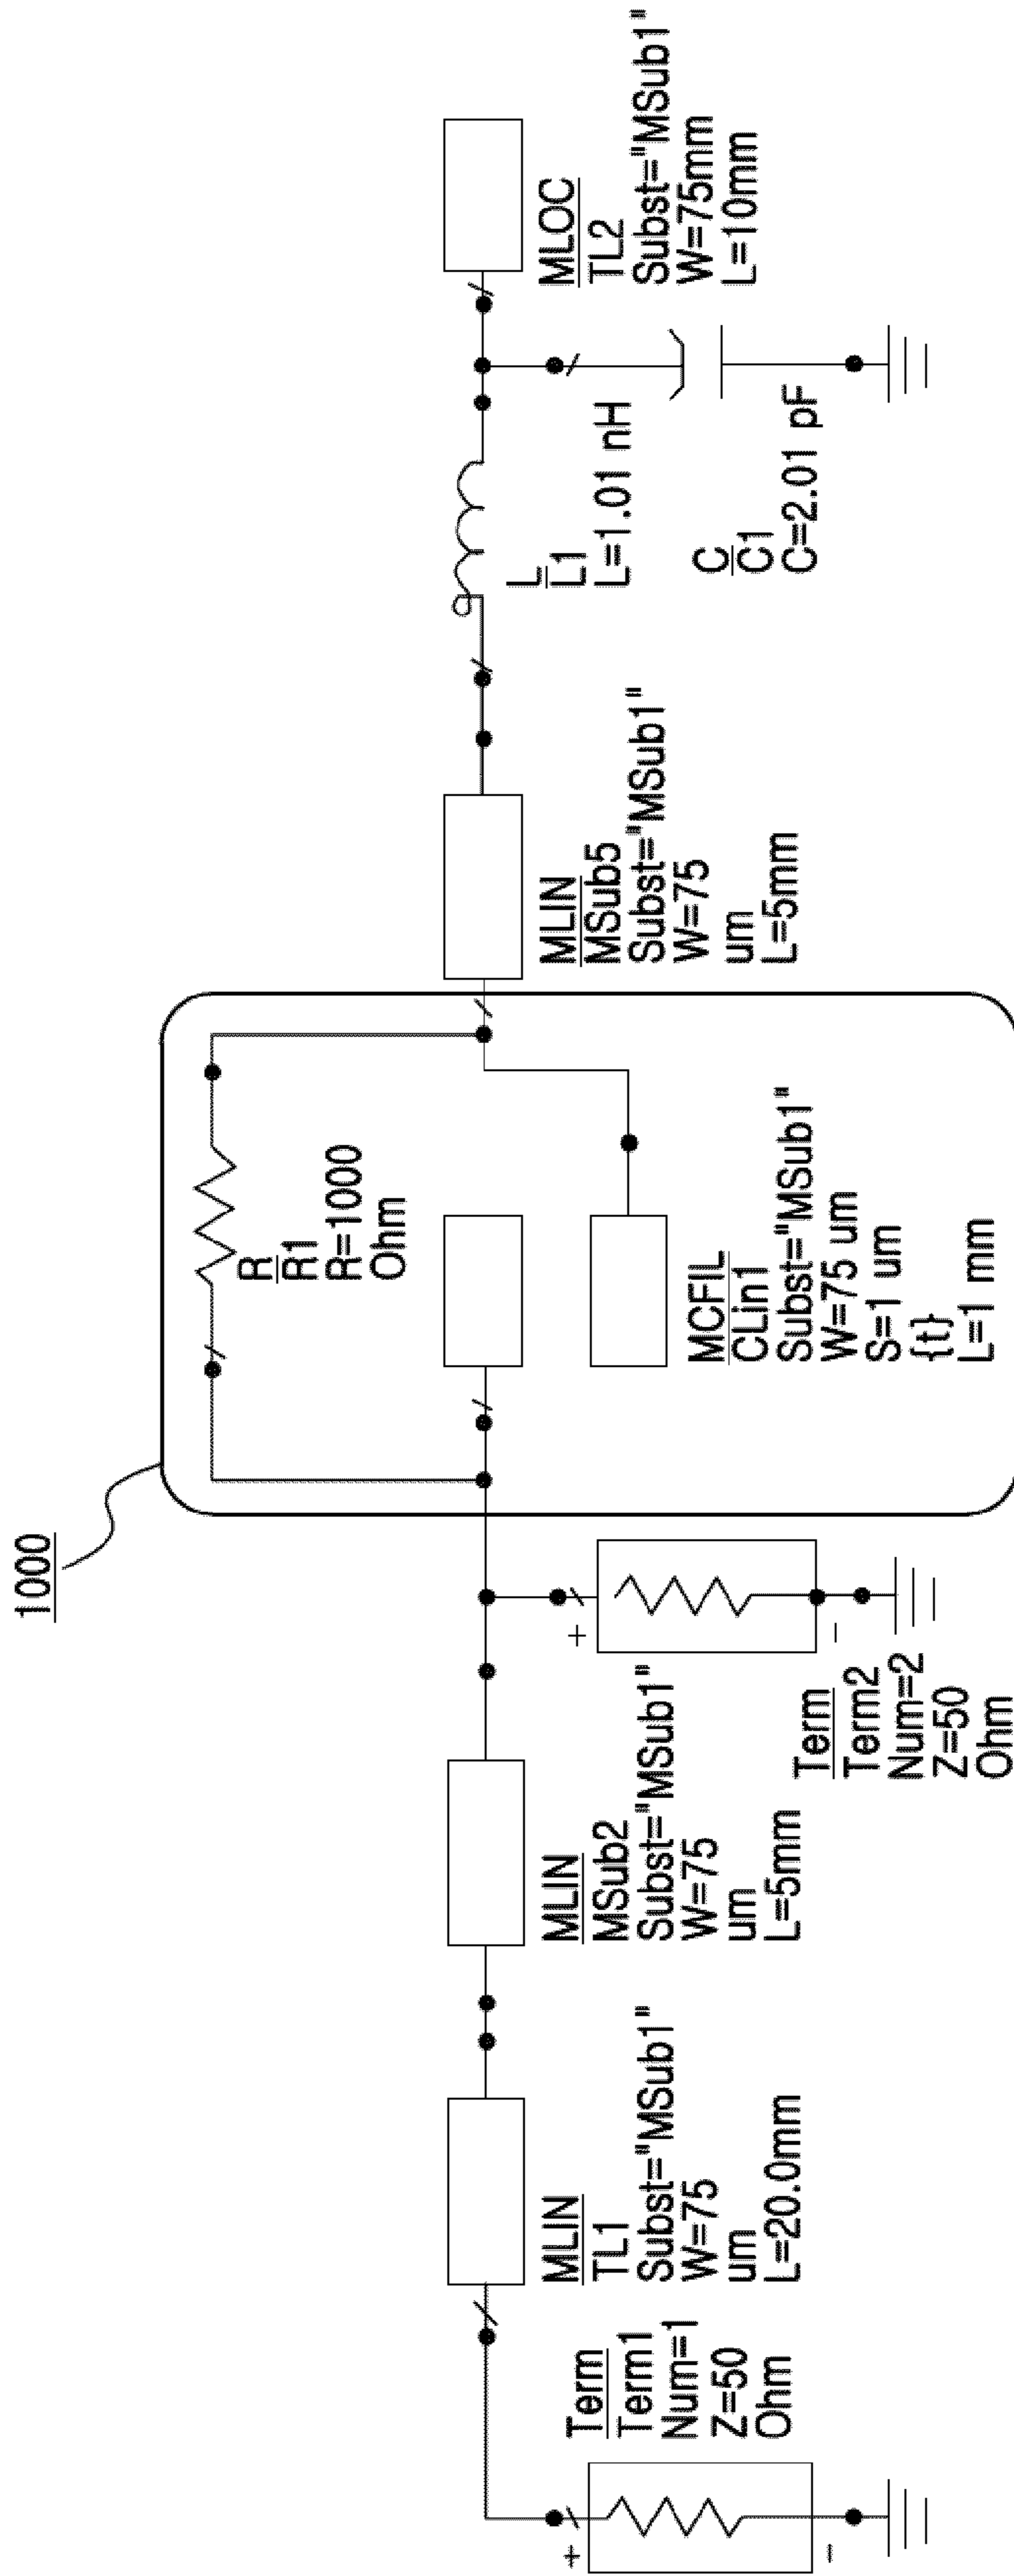 1000
Term
Term1
Num=1
Z=50
Ohm
+
–
MLIN
TL1
Subst="MSub1"
W=75
um
L=20.0mm
MLIN
MSub2
Subst="MSub1"
W=75
um
L=5mm
+
–
Term
Term2
Num=2
Z=50
Ohm
R
R1
R=1000
Ohm
MCFIL
CLin1
Subst="MSub1"
W=75 um
S=1 um
{t}
L=1 mm
MLIN
MSub5
Subst="MSub1"
W=75
um
L=5mm
L
L1
L=1.01 nH
C
C1
C=2.01 pF
MLOC
TL2
Subst="MSub1"
W=75mm
L=10mm